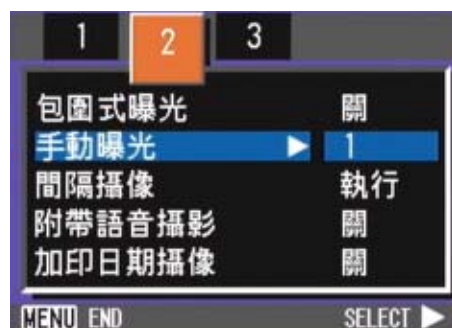 1 2 3
包圍式曝光 關
手動曝光 ▶ 1
間隔攝像 執行
附帶語音攝影 關
加印日期攝像 關
MENU END SELECT ▶